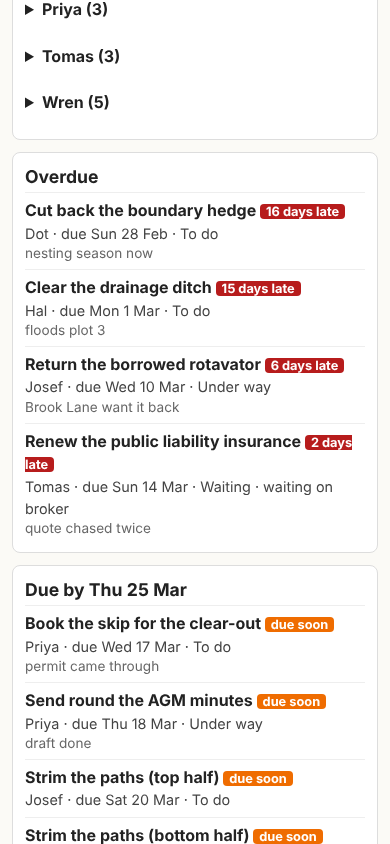 ▶ Priya (3)
▶ Tomas (3)
▶ Wren (5)
Overdue
Cut back the boundary hedge 16 days late
Dot · due Sun 28 Feb · To do
nesting season now
Clear the drainage ditch 15 days late
Hal · due Mon 1 Mar · To do
floods plot 3
Return the borrowed rotavator 6 days late
Josef · due Wed 10 Mar · Under way
Brook Lane want it back
Renew the public liability insurance 2 days
late
Tomas · due Sun 14 Mar · Waiting · waiting on
broker
quote chased twice
Due by Thu 25 Mar
Book the skip for the clear-out due soon
Priya · due Wed 17 Mar · To do
permit came through
Send round the AGM minutes due soon
Priya · due Thu 18 Mar · Under way
draft done
Strim the paths (top half) due soon
Josef · due Sat 20 Mar · To do
Strim the paths (bottom half) due soon